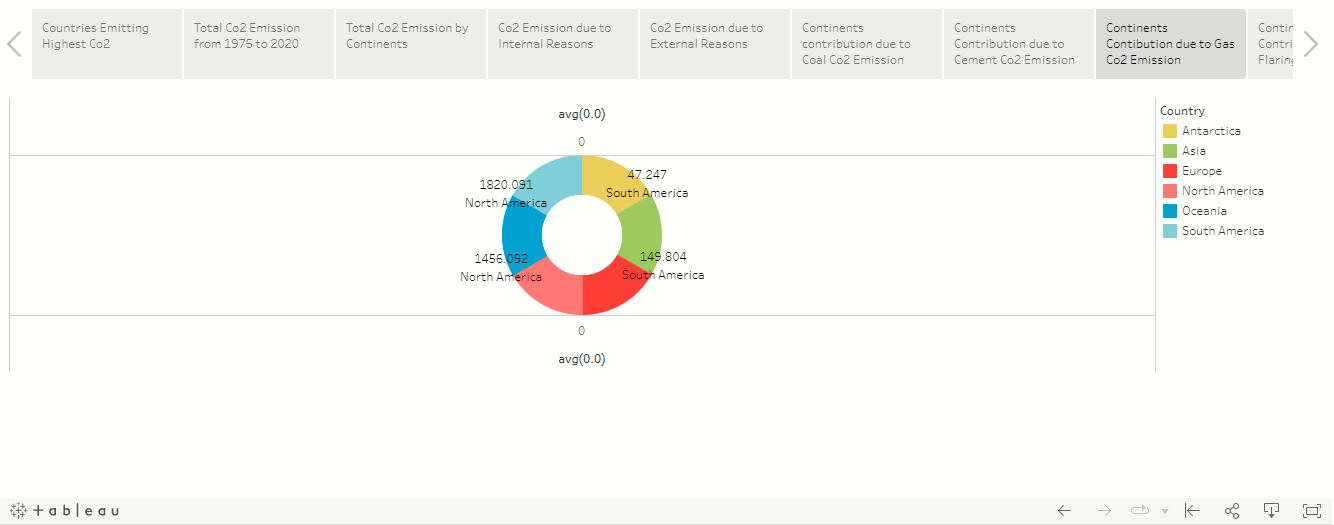 Countries Emitting
Highest Co2
Total Co2 Emission
from 1975 to 2020
Total Co2 Emission by
Continents
Co2 Emission due to
Internal Reasons
Co2 Emission due to
External Reasons
Continents
contribution due to
Coal Co2 Emission
Continents
Contribution due to
Cement Co2 Emission
Continents
Contibution due to Gas
Co2 Emission
Contin
Contri
Flaring
avg(0.0)
0
47.247
South America
1820.091
North America
149.804
South America
1456.092
North America
0
avg(0.0)
Country
Antarctica
Asia
Europe
North America
Oceania
South America
+ableau